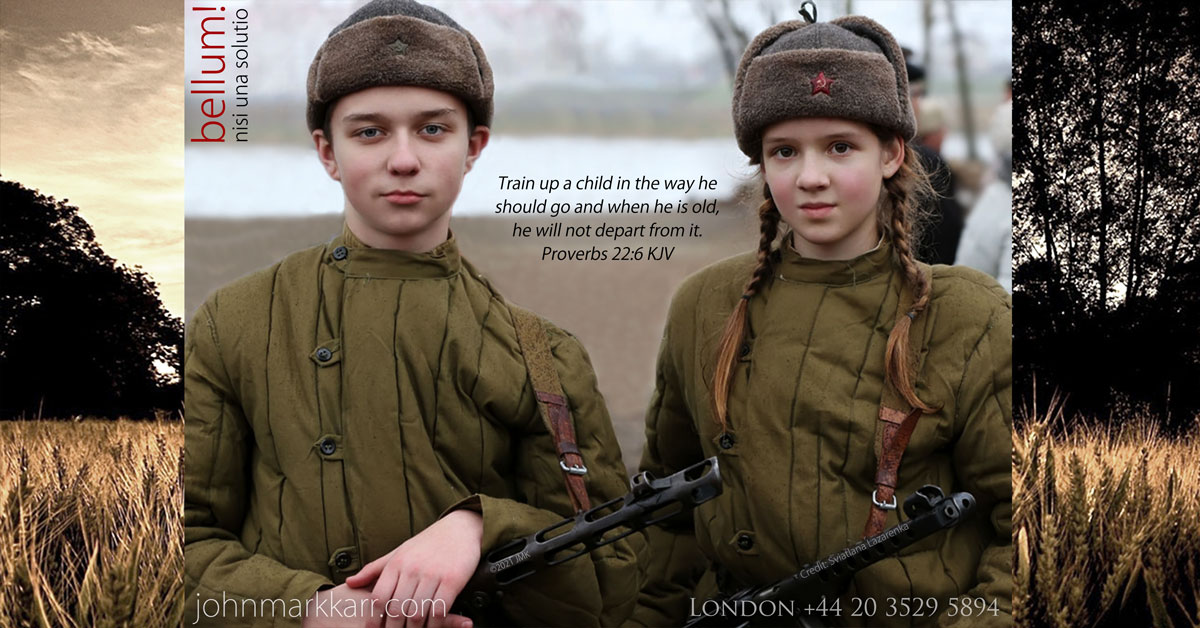 bellum!
nisi una solutio
Train up a child in the way he
should go and when he is old,
he will not depart from it.
Proverbs 22:6 KJV
©2021 JMK
Credit: Sviatlana Lazarenka
johnmarkkarr.com
London +44 20 3529 5894